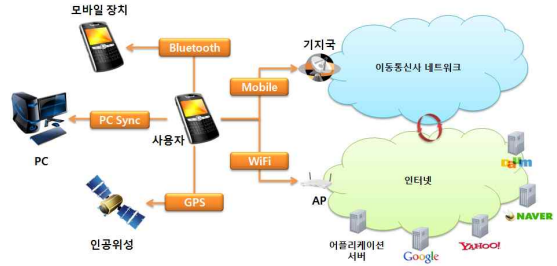 모바일 장치
Bluetooth
기지국
이동통신사 네트워크
Mobile
PC Sync
사용자
PC
WiFi
인터넷
daum
GPS
AP
NAVER
인공위성
어플리케이션
서버
Google
YAHOO!